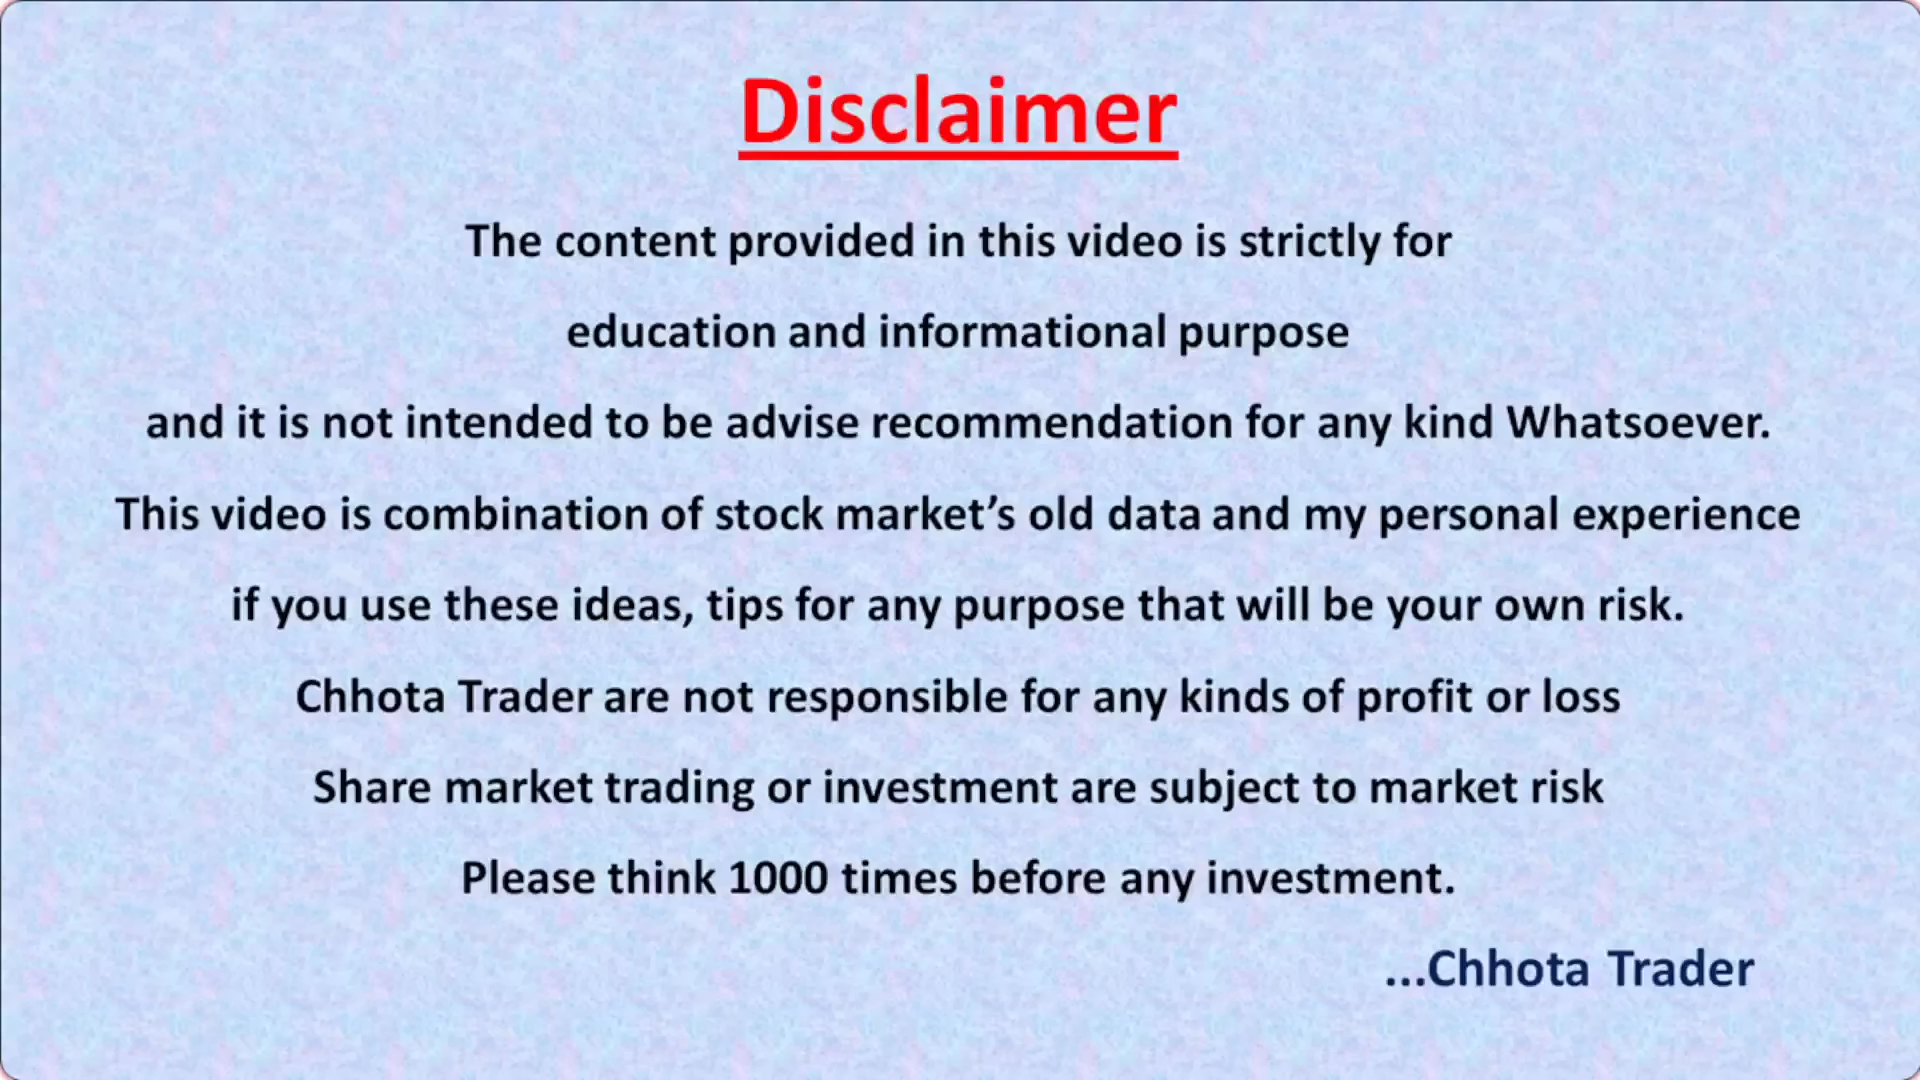 Disclaimer
The content provided in this video is strictly for
education and informational purpose
and it is not intended to be advise recommendation for any kind Whatsoever.
This video is combination of stock market’s old data and my personal experience
if you use these ideas, tips for any purpose that will be your own risk.
Chhota Trader are not responsible for any kinds of profit or loss
Share market trading or investment are subject to market risk
Please think 1000 times before any investment.
...Chhota Trader